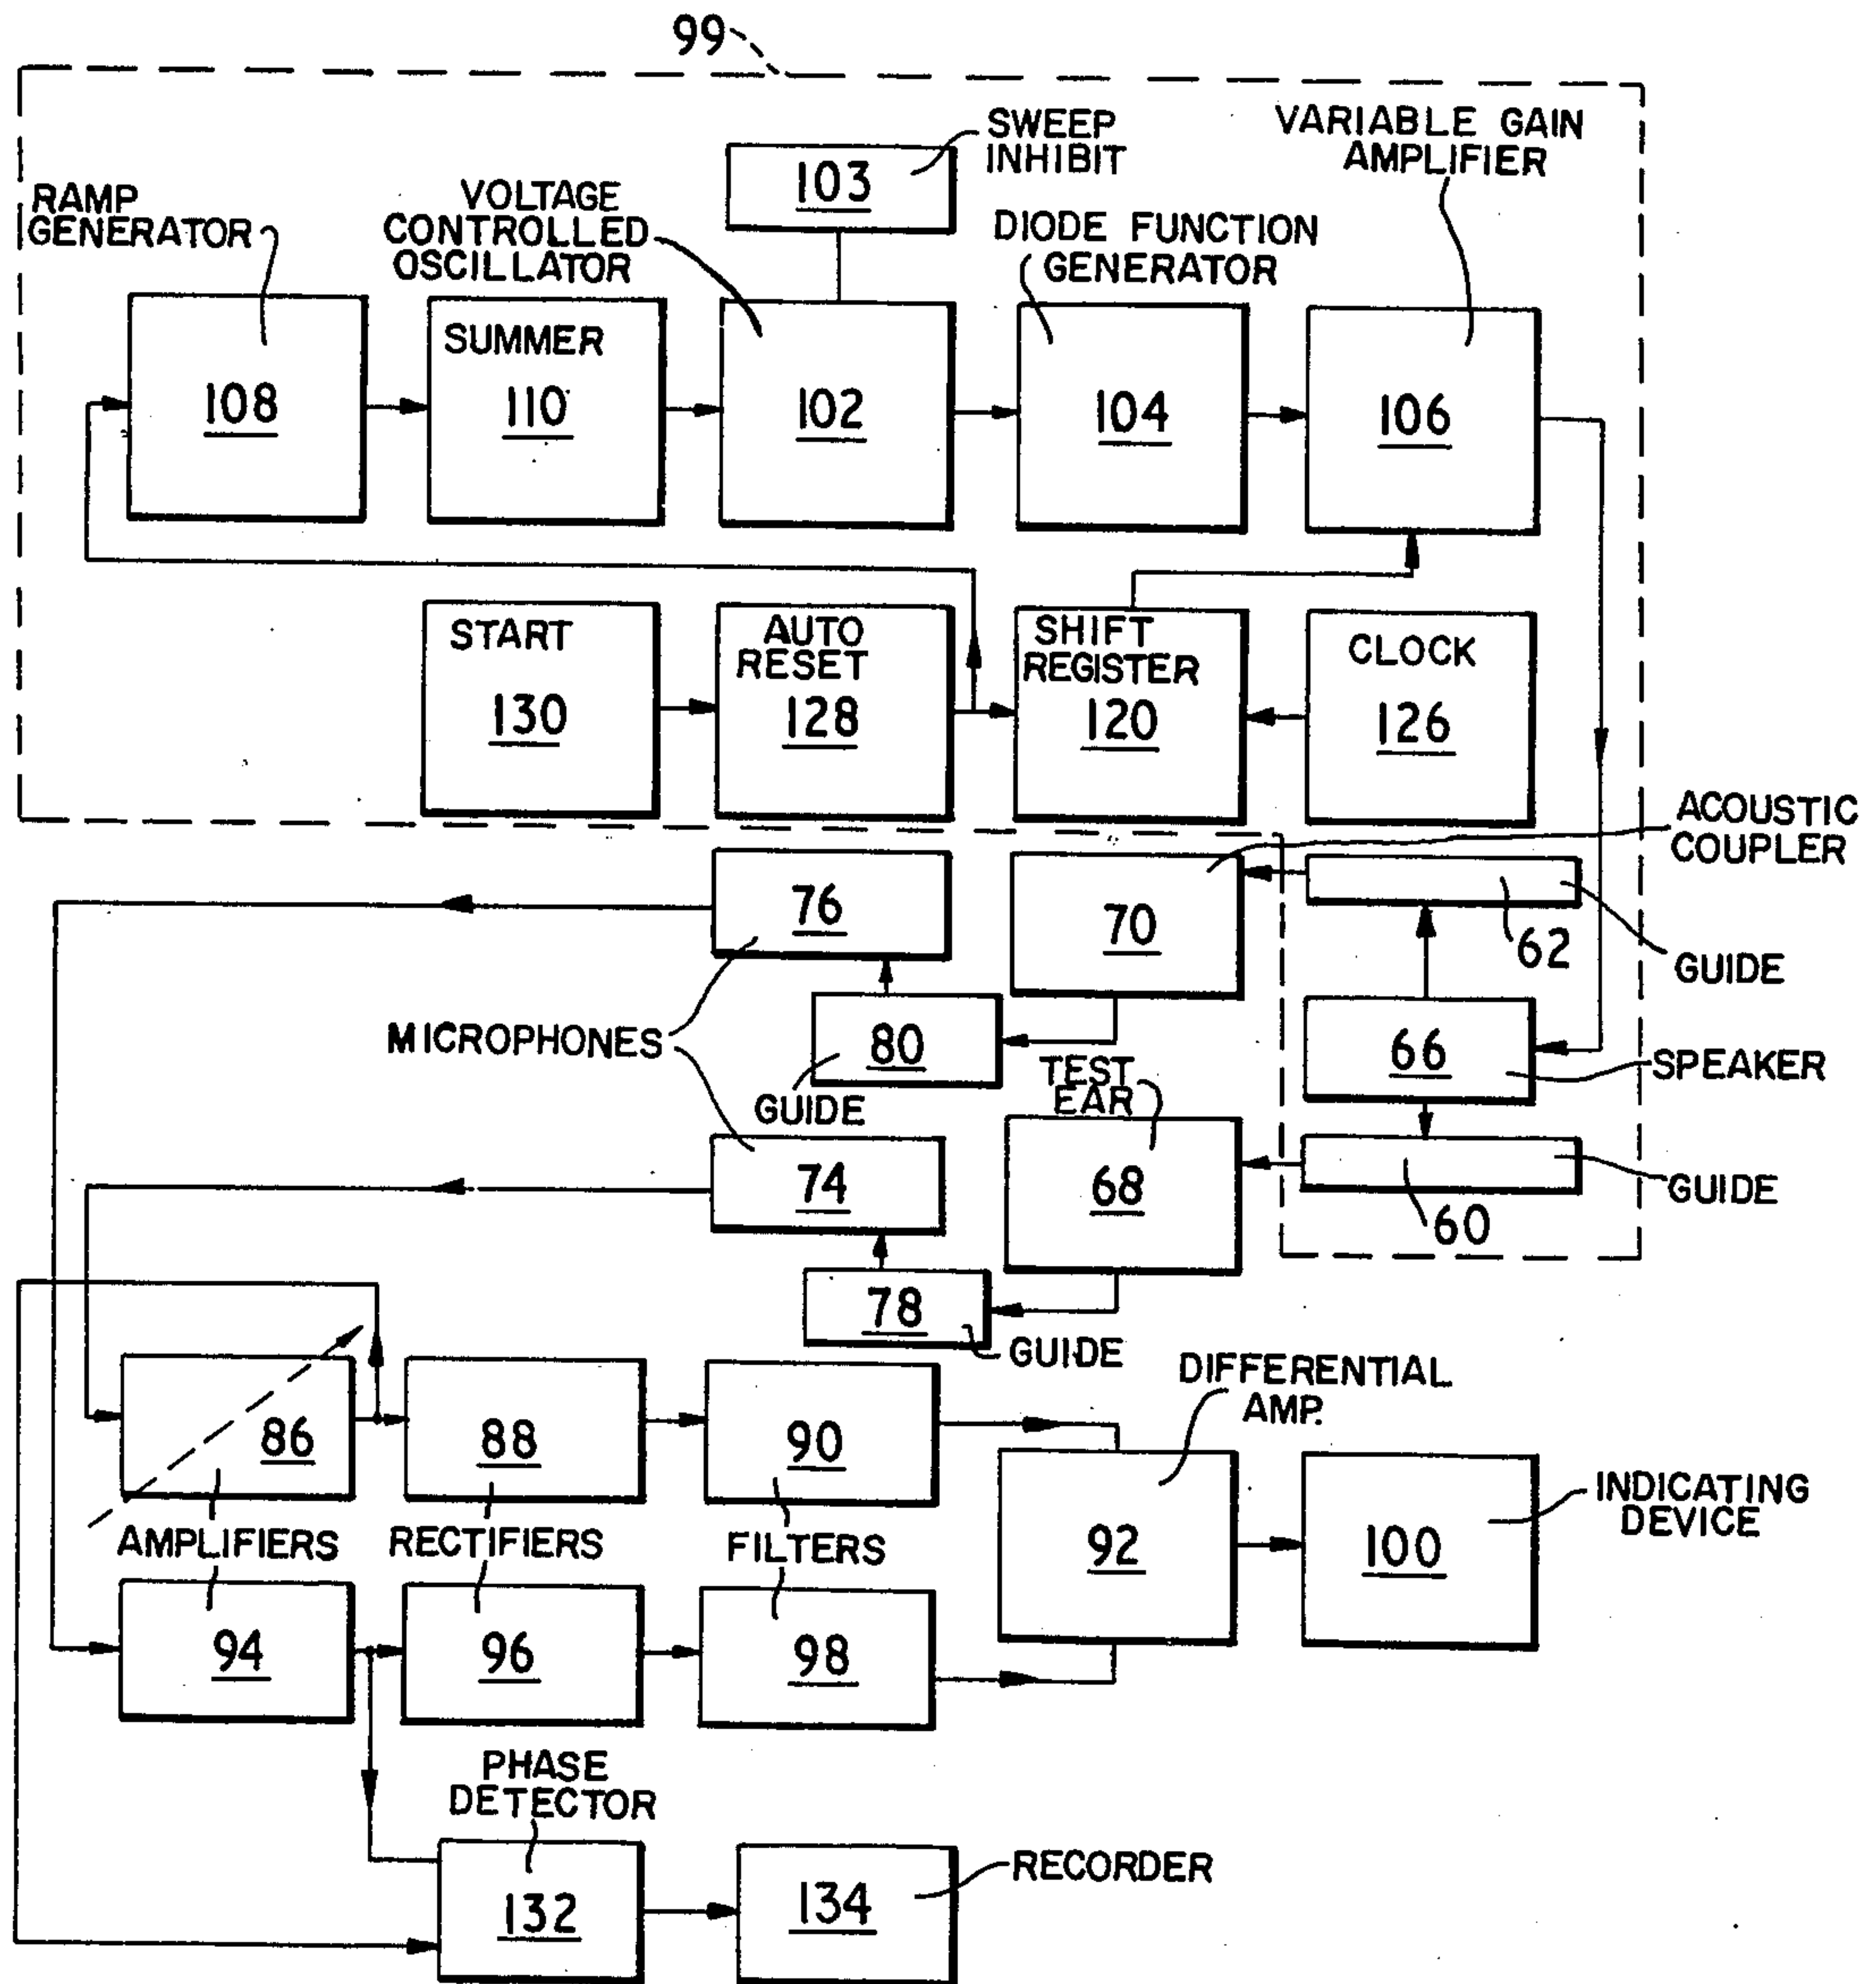 99
SWEEP
INHIBIT
103
VARIABLE GAIN
AMPLIFIER
RAMP
GENERATOR
VOLTAGE
CONTROLLED
OSCILLATOR
DIODE FUNCTION
GENERATOR
108
SUMMER
110
102
104
106
START
130
AUTO
RESET
128
SHIFT
REGISTER
120
CLOCK
126
ACOUSTIC
COUPLER
76
70
62
GUIDE
MICROPHONES
80
GUIDE
66
SPEAKER
TEST
EAR
74
68
60
GUIDE
78
GUIDE
DIFFERENTIAL
AMP.
86
88
90
AMPLIFIERS
RECTIFIERS
FILTERS
92
100
INDICATING
DEVICE
94
96
98
PHASE
DETECTOR
132
134
RECORDER